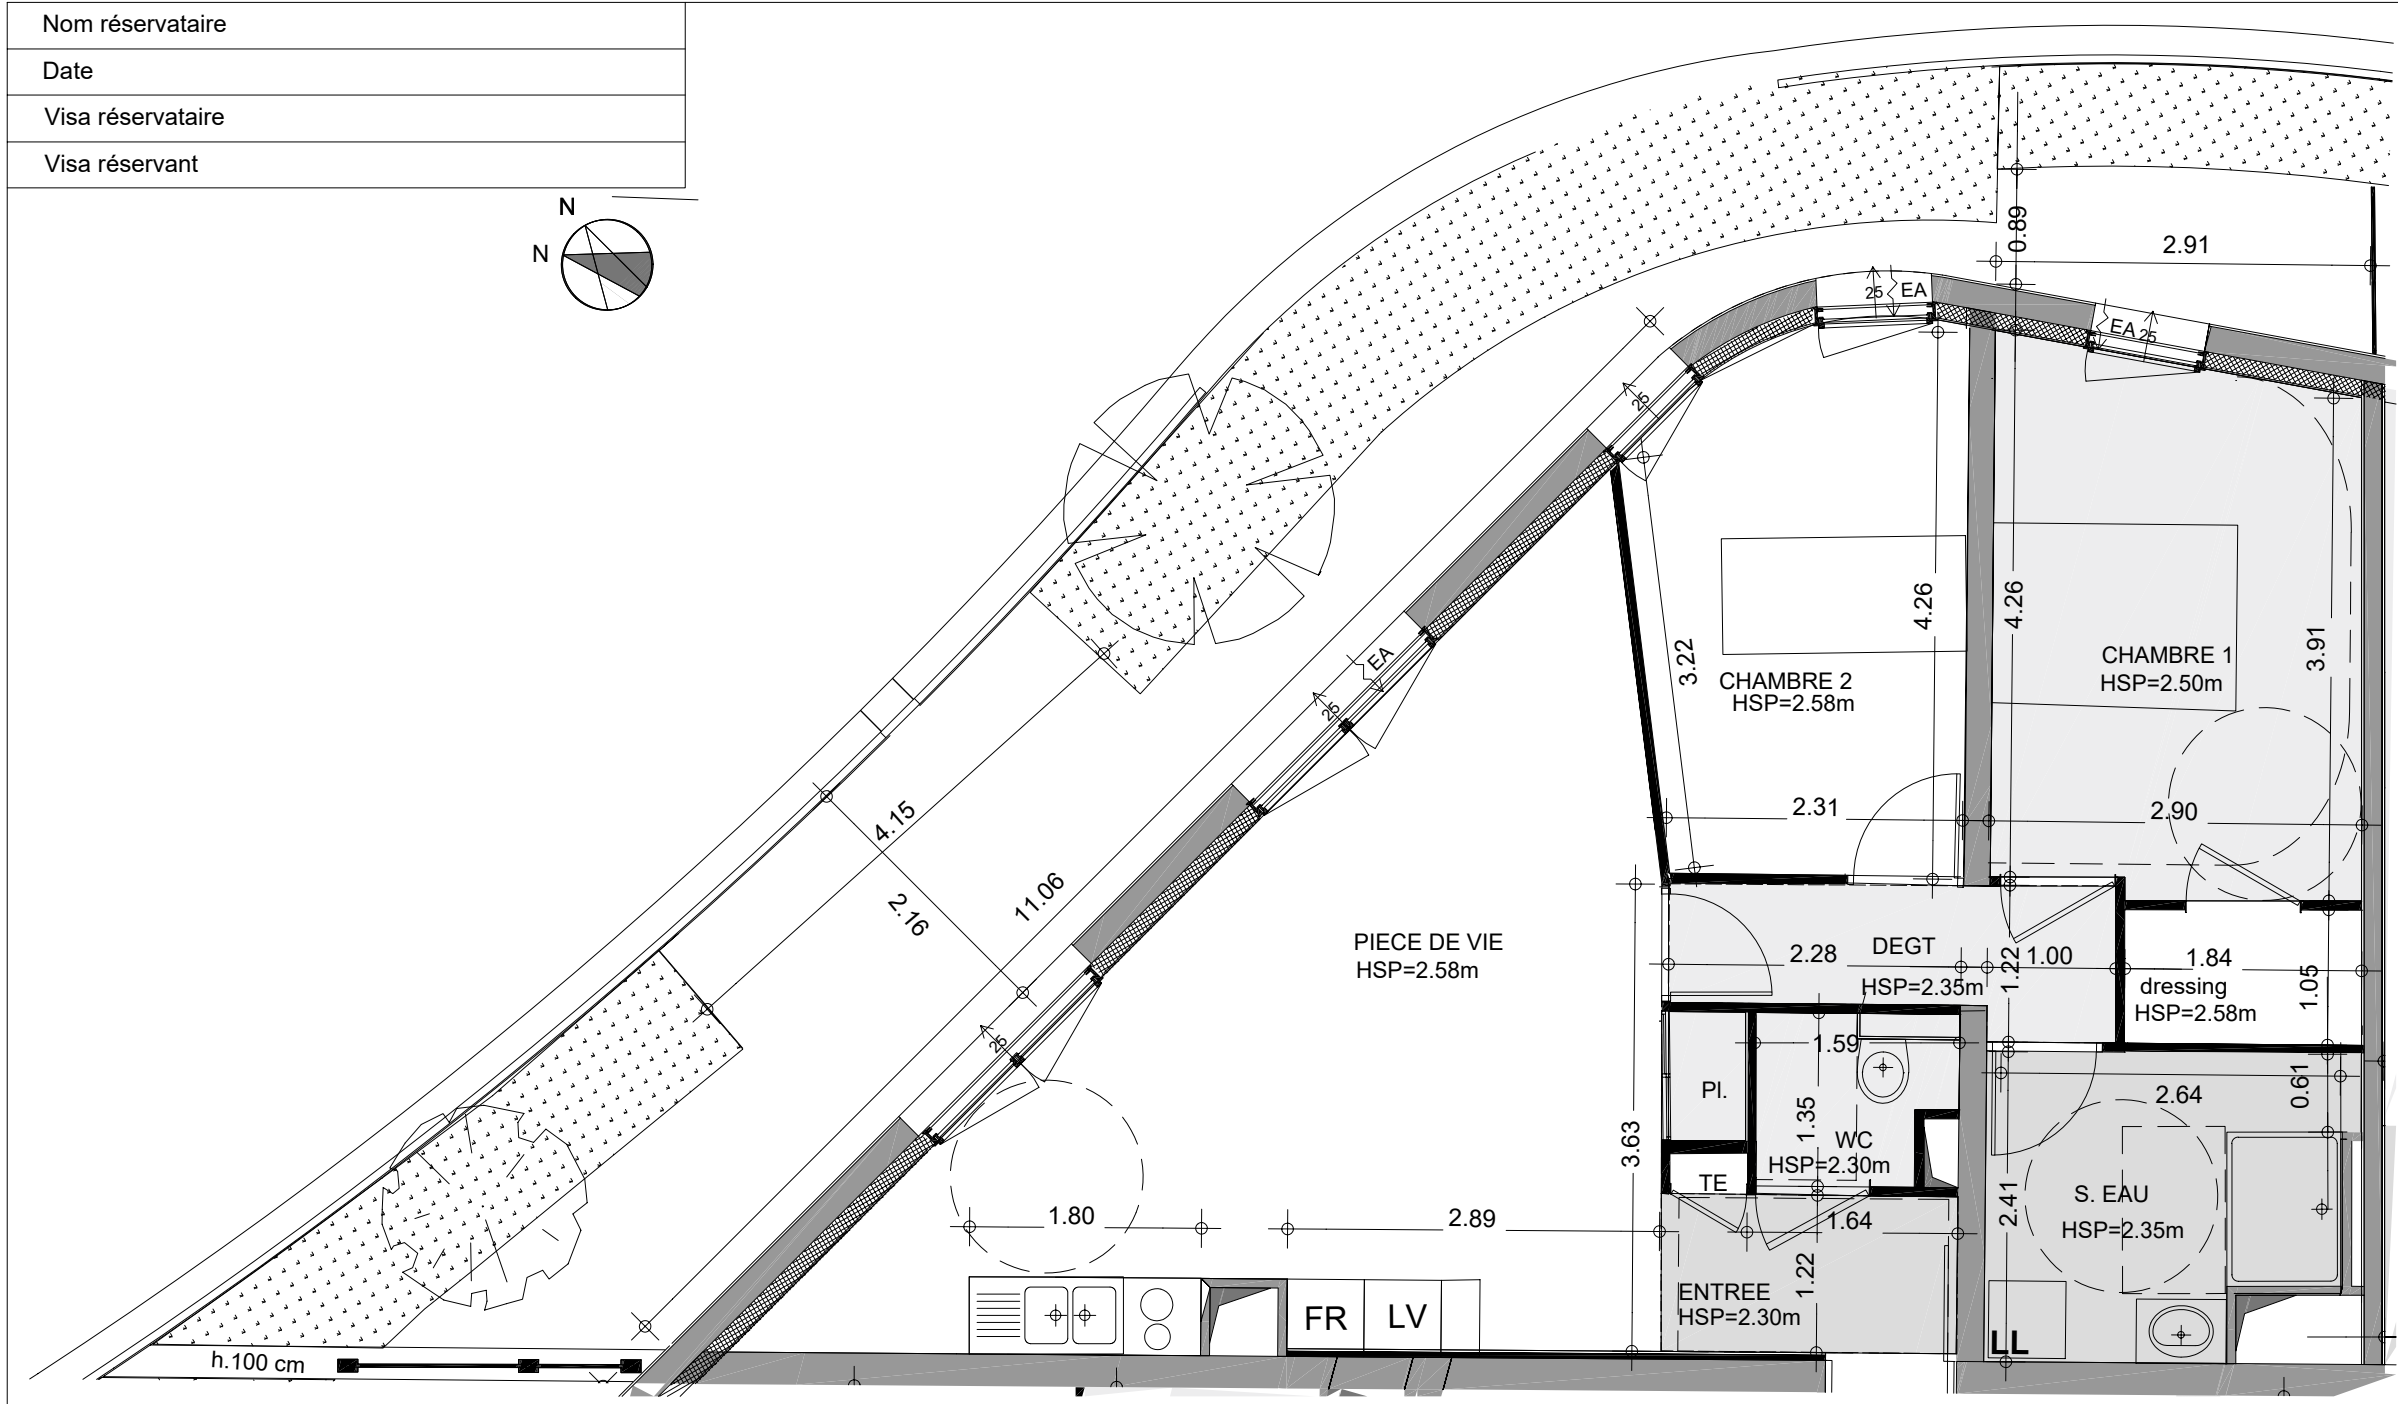 Nom réservataire
Date
Visa réservataire
Visa réservant
N
N
0.89
2.91
25
EA
EA
25
25
4.26
4.26
3.91
3.22
CHAMBRE 1
HSP=2.50m
CHAMBRE 2
HSP=2.58m
EA
25
2.31
2.90
4.15
11.06
2.16
PIECE DE VIE
HSP=2.58m
2.28
DEGT
HSP=2.35m
1.22
1.00
1.84
dressing
HSP=2.58m
1.05
25
1.59
Pl.
1.35
WC
HSP=2.30m
3.63
2.64
0.61
TE
S. EAU
HSP=2.35m
2.41
1.80
2.89
1.64
1.22
ENTREE
HSP=2.30m
FR
LV
LL
h.100 cm